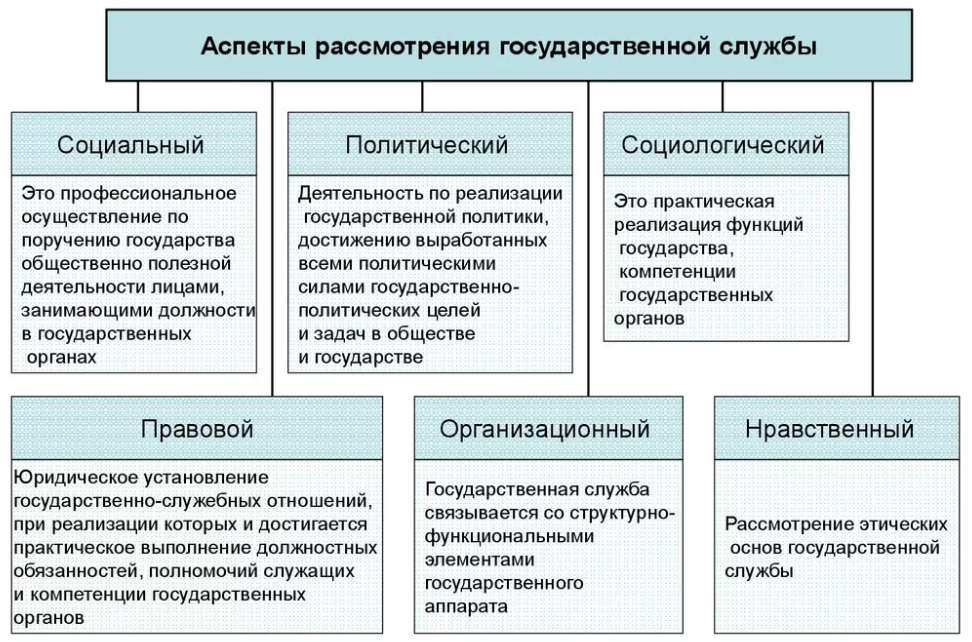 Аспекты рассмотрения государственной службы
Социальный
Это профессиональное
осуществление по
поручению государства
общественно полезной
деятельности лицами,
занимающими должности
в государственных
органах
Политический
Деятельность по реализации
государственной политики,
достижению выработанных
всеми политическими
силами государственно-
политических целей
и задач в обществе
и государстве
Социологический
Это практическая
реализация функций
государства,
компетенции
государственных
органов
Правовой
Юридическое установление
государственно-служебных отношений,
при реализации которых и достигается
практическое выполнение должностных
обязанностей, полномочий служащих
и компетенции государственных
органов
Организационный
Государственная служба
связывается со структурно-
функциональными
элементами
государственного
аппарата
Нравственный
Рассмотрение этических
основ государственной
службы